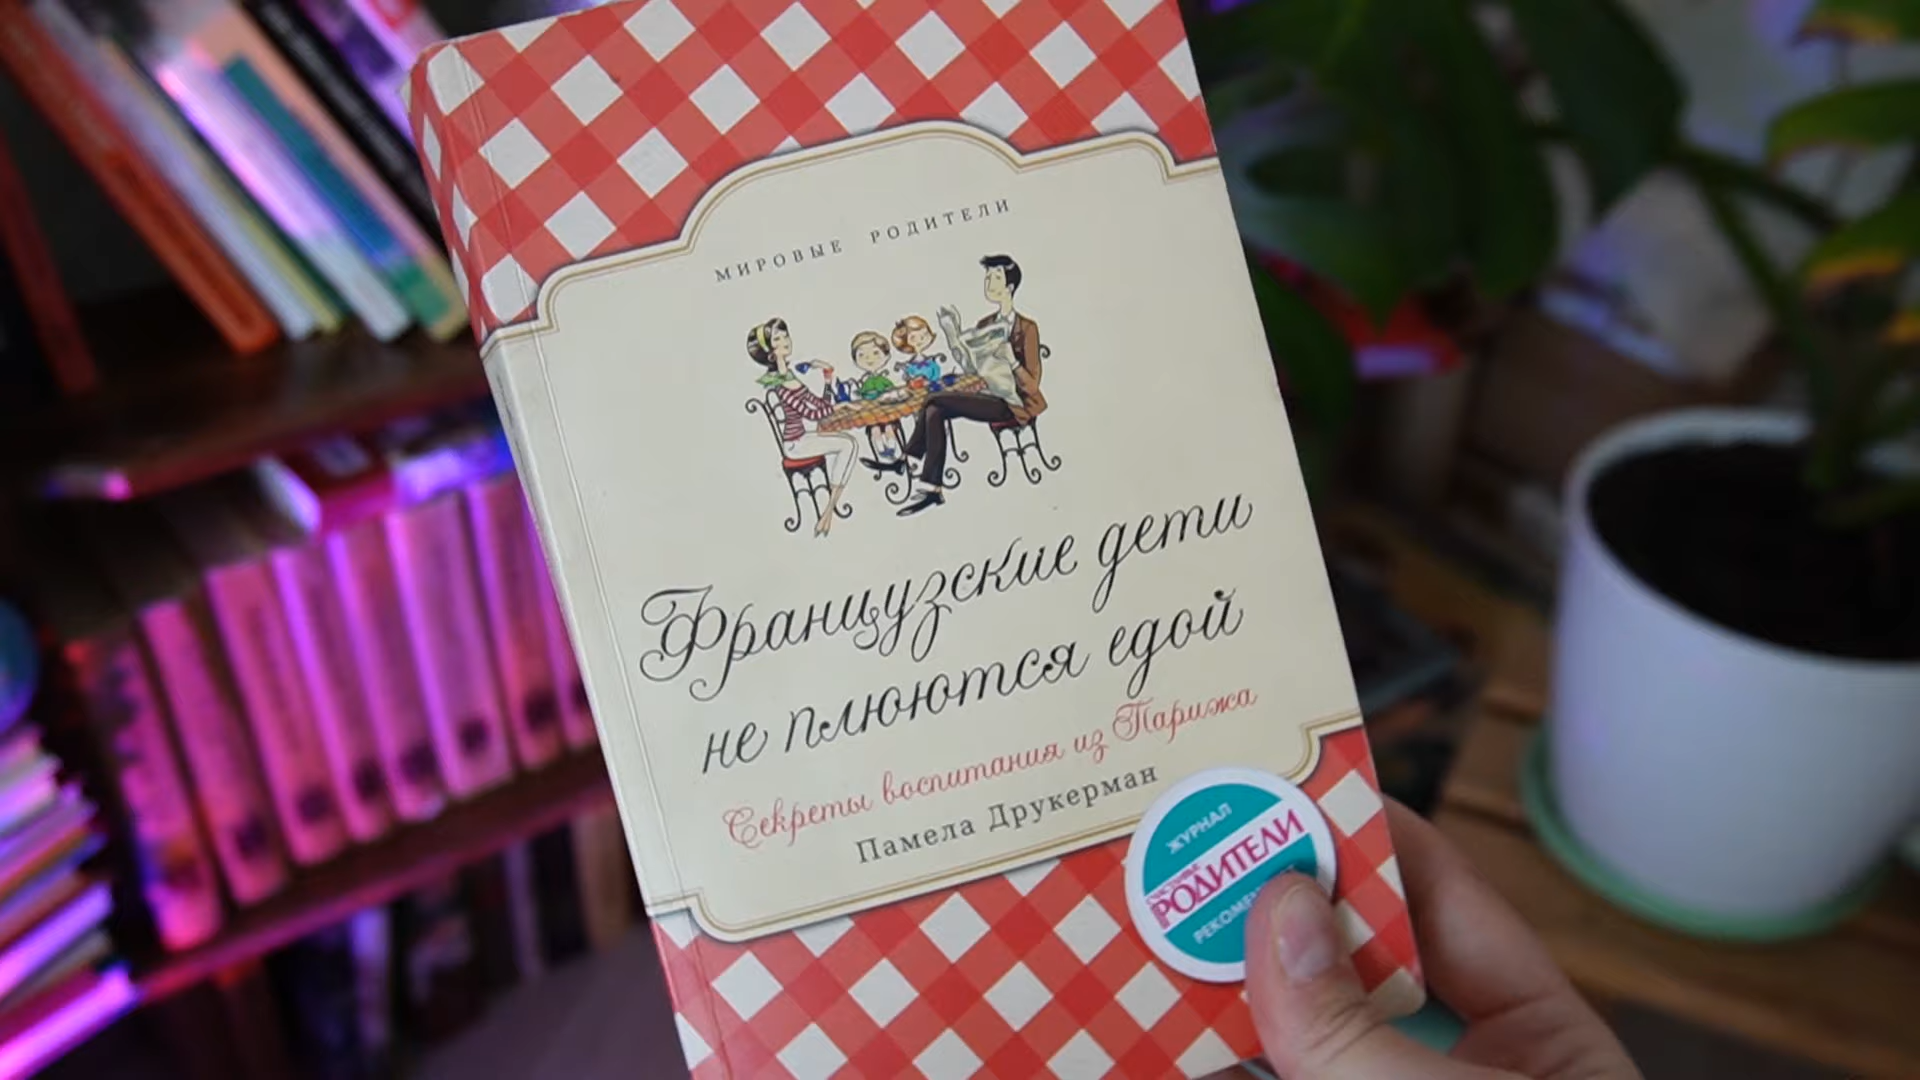 МИРОВЫЕ РОДИТЕЛИ
Французские дети
не плюются едой
Секреты воспитания из Парижа
Памела Друкерман
ЖУРНАЛ
РОДИТЕЛИ